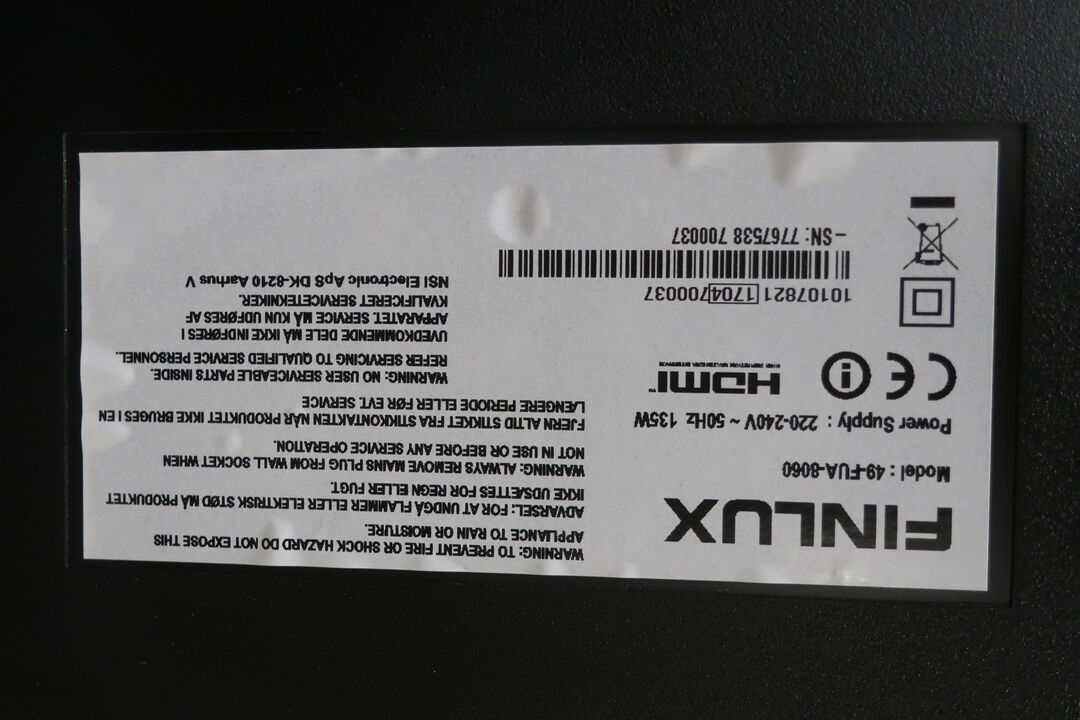 FINLUX
Model : 49-FUA-8060
Power Supply : 220-240V ~ 50Hz 135W
HDMI
10107821 1704 700037
–SN: 7767538 700037
WARNING: TO PREVENT FIRE OR SHOCK HAZARD DO NOT EXPOSE THIS
APPLIANCE TO RAIN OR MOISTURE.
ADVARSEL: FOR AT UNDGÅ FLAMMER ELLER ELEKTRISK STØD MÅ PRODUKTET
IKKE UDSÆTTES FOR REGN ELLER FUGT.
WARNING: ALWAYS REMOVE MAINS PLUG FROM WALL SOCKET WHEN
NOT IN USE OR BEFORE ANY SERVICE OPERATION.
FJERN ALTID STIKKET FRA STIKKONTAKTEN NÅR PRODUKTET IKKE BRUGES I EN
LÆNGERE PERIODE ELLER FØR EVT. SERVICE
WARNING: NO USER SERVICEABLE PARTS INSIDE.
REFER SERVICING TO QUALIFIED SERVICE PERSONNEL.
UVEDKOMMENDE DELE MÅ IKKE INDFØRES I
APPARATET. SERVICE MÅ KUN UDFØRES AF
KVALIFICERET SERVICETEKNIKER.
NSI Electronic ApS DK-8210 Aarhus V